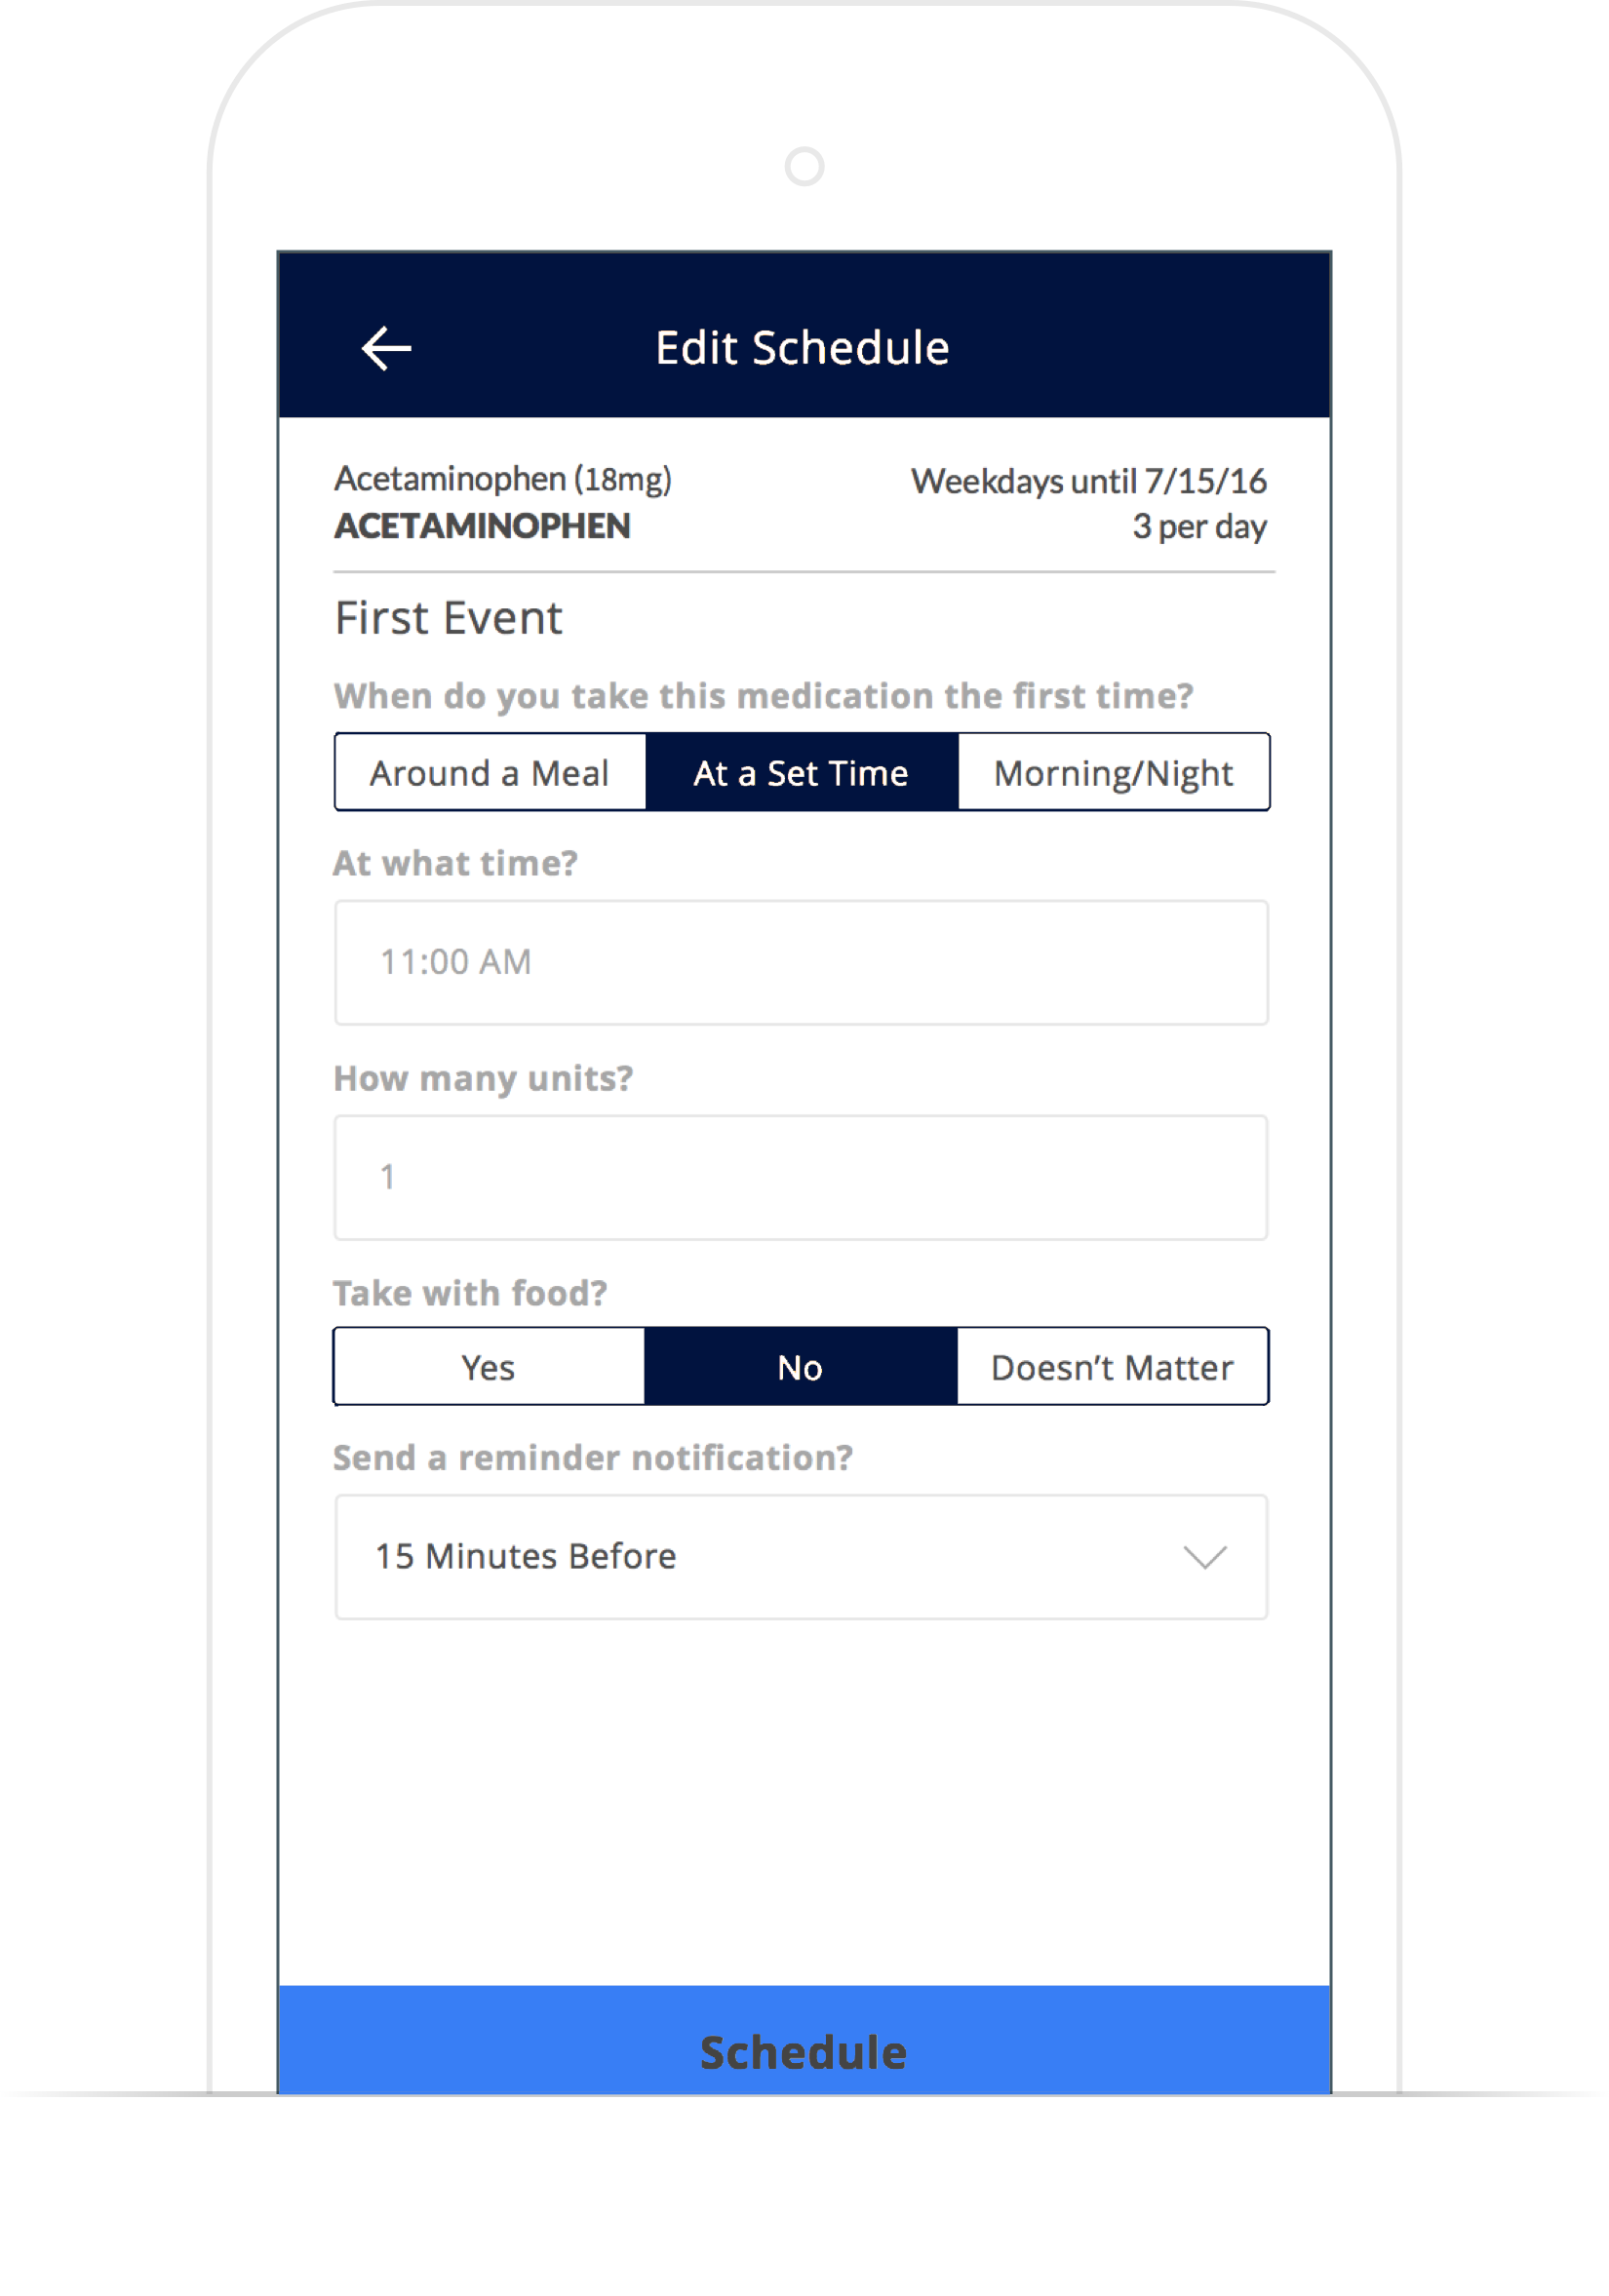 Edit Schedule
Acetaminophen (18mg)
Weekdays until 7/15/16
ACETAMINOPHEN
3 per day
First Event
When do you take this medication the first time?
Around a Meal
At a Set Time
Morning/Night
At what time?
11:00 AM
How many units?
1
Take with food?
Yes
No
Doesn’t Matter
Send a reminder notification?
15 Minutes Before
Schedule